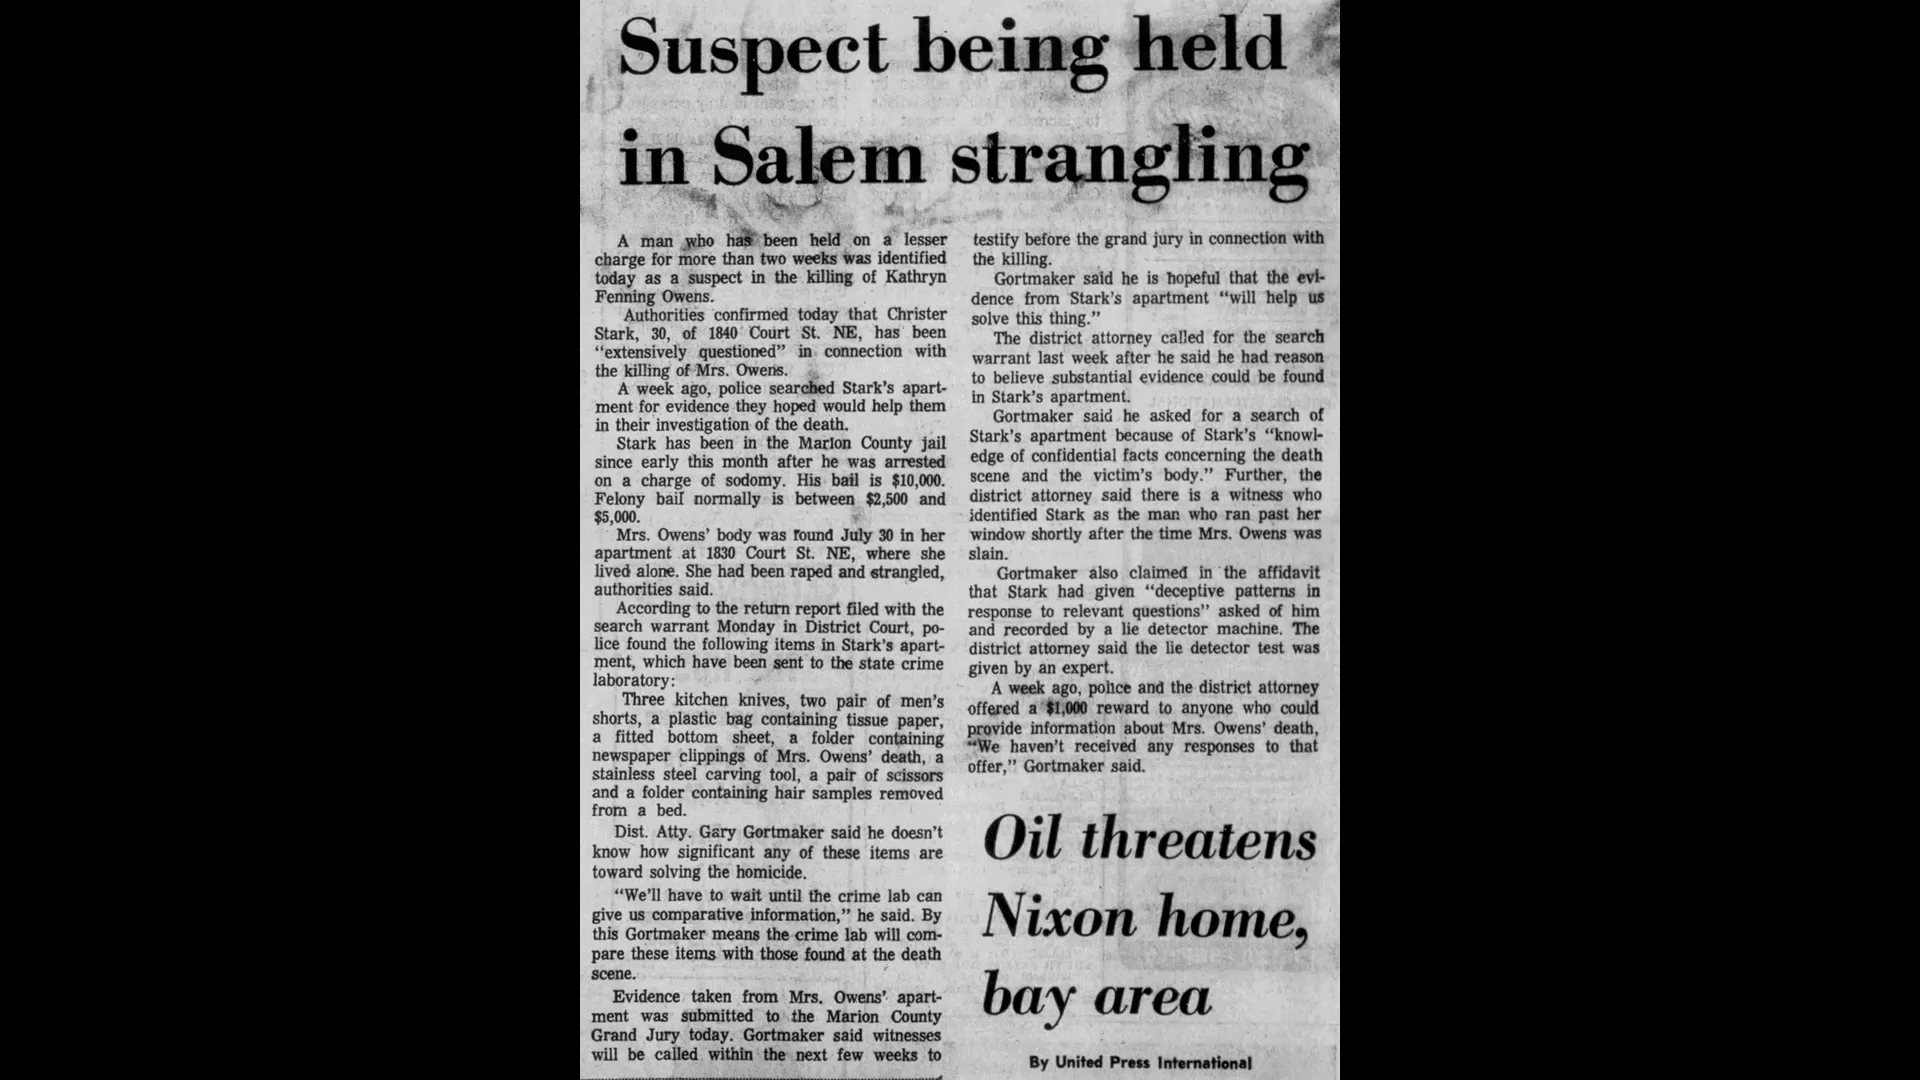 Suspect being held
in Salem strangling
A man who has been held on a lesser
charge for more than two weeks was identified
today as a suspect in the killing of Kathryn
Fenning Owens.
Authorities confirmed today that Christer
Stark, 30, of 1840 Court St. NE, has been
“extensively questioned” in connection with
the killing of Mrs. Owens.
A week ago, police searched Stark’s apart-
ment for evidence they hoped would help them
in their investigation of the death.
Stark has been in the Marion County jail
since early this month after he was arrested
on a charge of sodomy. His bail is $10,000.
Felony bail normally is between $2,500 and
$5,000.
Mrs. Owens’ body was found July 30 in her
apartment at 1830 Court St. NE, where she
lived alone. She had been raped and strangled,
authorities said.
According to the return report filed with the
search warrant Monday in District Court, po-
lice found the following items in Stark’s apart-
ment, which have been sent to the state crime
laboratory:
Three kitchen knives, two pair of men’s
shorts, a plastic bag containing tissue paper,
a fitted bottom sheet, a folder containing
newspaper clippings of Mrs. Owens’ death, a
stainless steel carving tool, a pair of scissors
and a folder containing hair samples removed
from a bed.
Dist. Atty. Gary Gortmaker said he doesn’t
know how significant any of these items are
toward solving the homicide.
“We’ll have to wait until the crime lab can
give us comparative information,” he said. By
this Gortmaker means the crime lab will com-
pare these items with those found at the death
scene.
Evidence taken from Mrs. Owens’ apart-
ment was submitted to the Marion County
Grand Jury today. Gortmaker said witnesses
will be called within the next few weeks to
testify before the grand jury in connection with
the killing.
Gortmaker said he is hopeful that the evi-
dence from Stark’s apartment “will help us
solve this thing.”
The district attorney called for the search
warrant last week after he said he had reason
to believe substantial evidence could be found
in Stark’s apartment.
Gortmaker said he asked for a search of
Stark’s apartment because of Stark’s “knowl-
edge of confidential facts concerning the death
scene and the victim’s body.” Further, the
district attorney said there is a witness who
identified Stark as the man who ran past her
window shortly after the time Mrs. Owens was
slain.
Gortmaker also claimed in the affidavit
that Stark had given “deceptive patterns in
response to relevant questions” asked of him
and recorded by a lie detector machine. The
district attorney said the lie detector test was
given by an expert.
A week ago, police and the district attorney
offered a $1,000 reward to anyone who could
provide information about Mrs. Owens’ death,
“We haven’t received any responses to that
offer,” Gortmaker said.
Oil threatens
Nixon home,
bay area
By United Press International